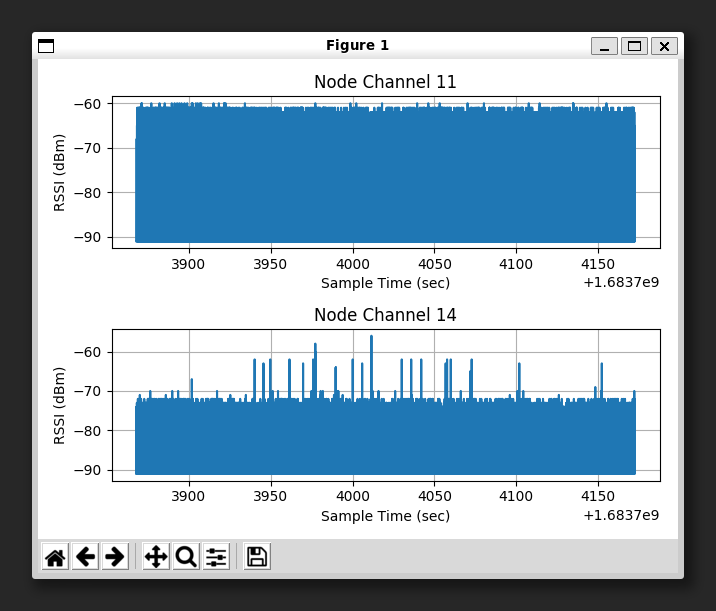 Figure 1
Node Channel 11
−60
−70
−80
−90
RSSI (dBm)
3900 3950 4000 4050 4100 4150
Sample Time (sec)
+1.6837e9
Node Channel 14
−60
−70
−80
−90
RSSI (dBm)
3900 3950 4000 4050 4100 4150
Sample Time (sec)
+1.6837e9